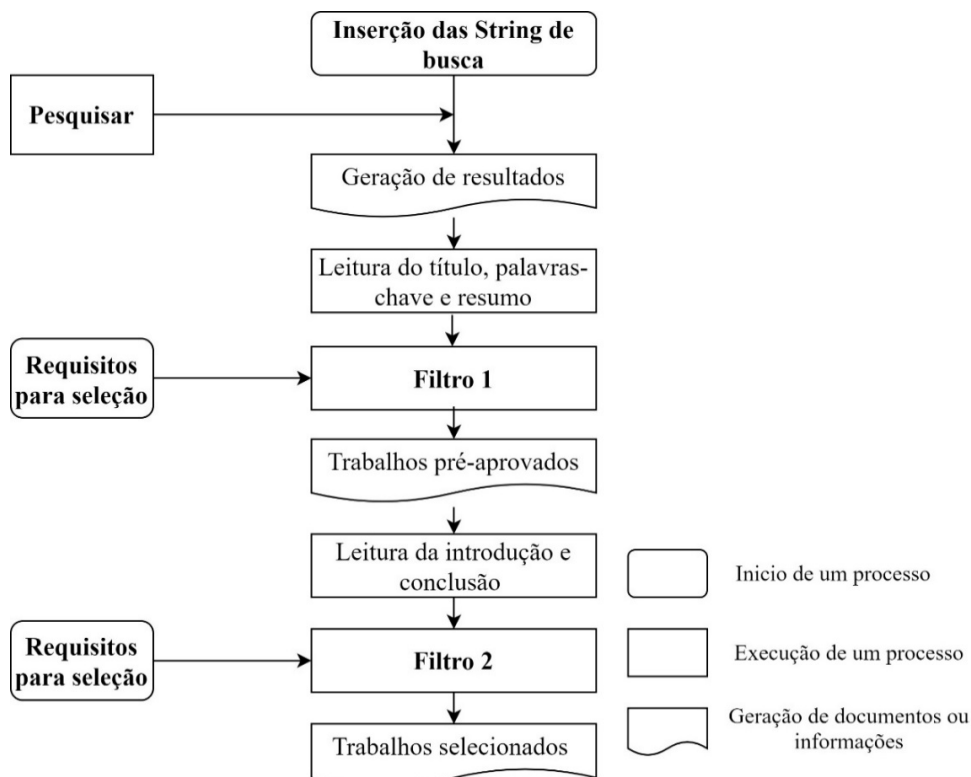 Inserção das String de
busca
Pesquisar
Geração de resultados
Leitura do título, palavras-
chave e resumo
Requisitos
para seleção
Filtro 1
Trabalhos pré-aprovados
Leitura da introdução e
conclusão
Requisitos
para seleção
Filtro 2
Trabalhos selecionados
Inicio de um processo
Execução de um processo
Geração de documentos ou
informações